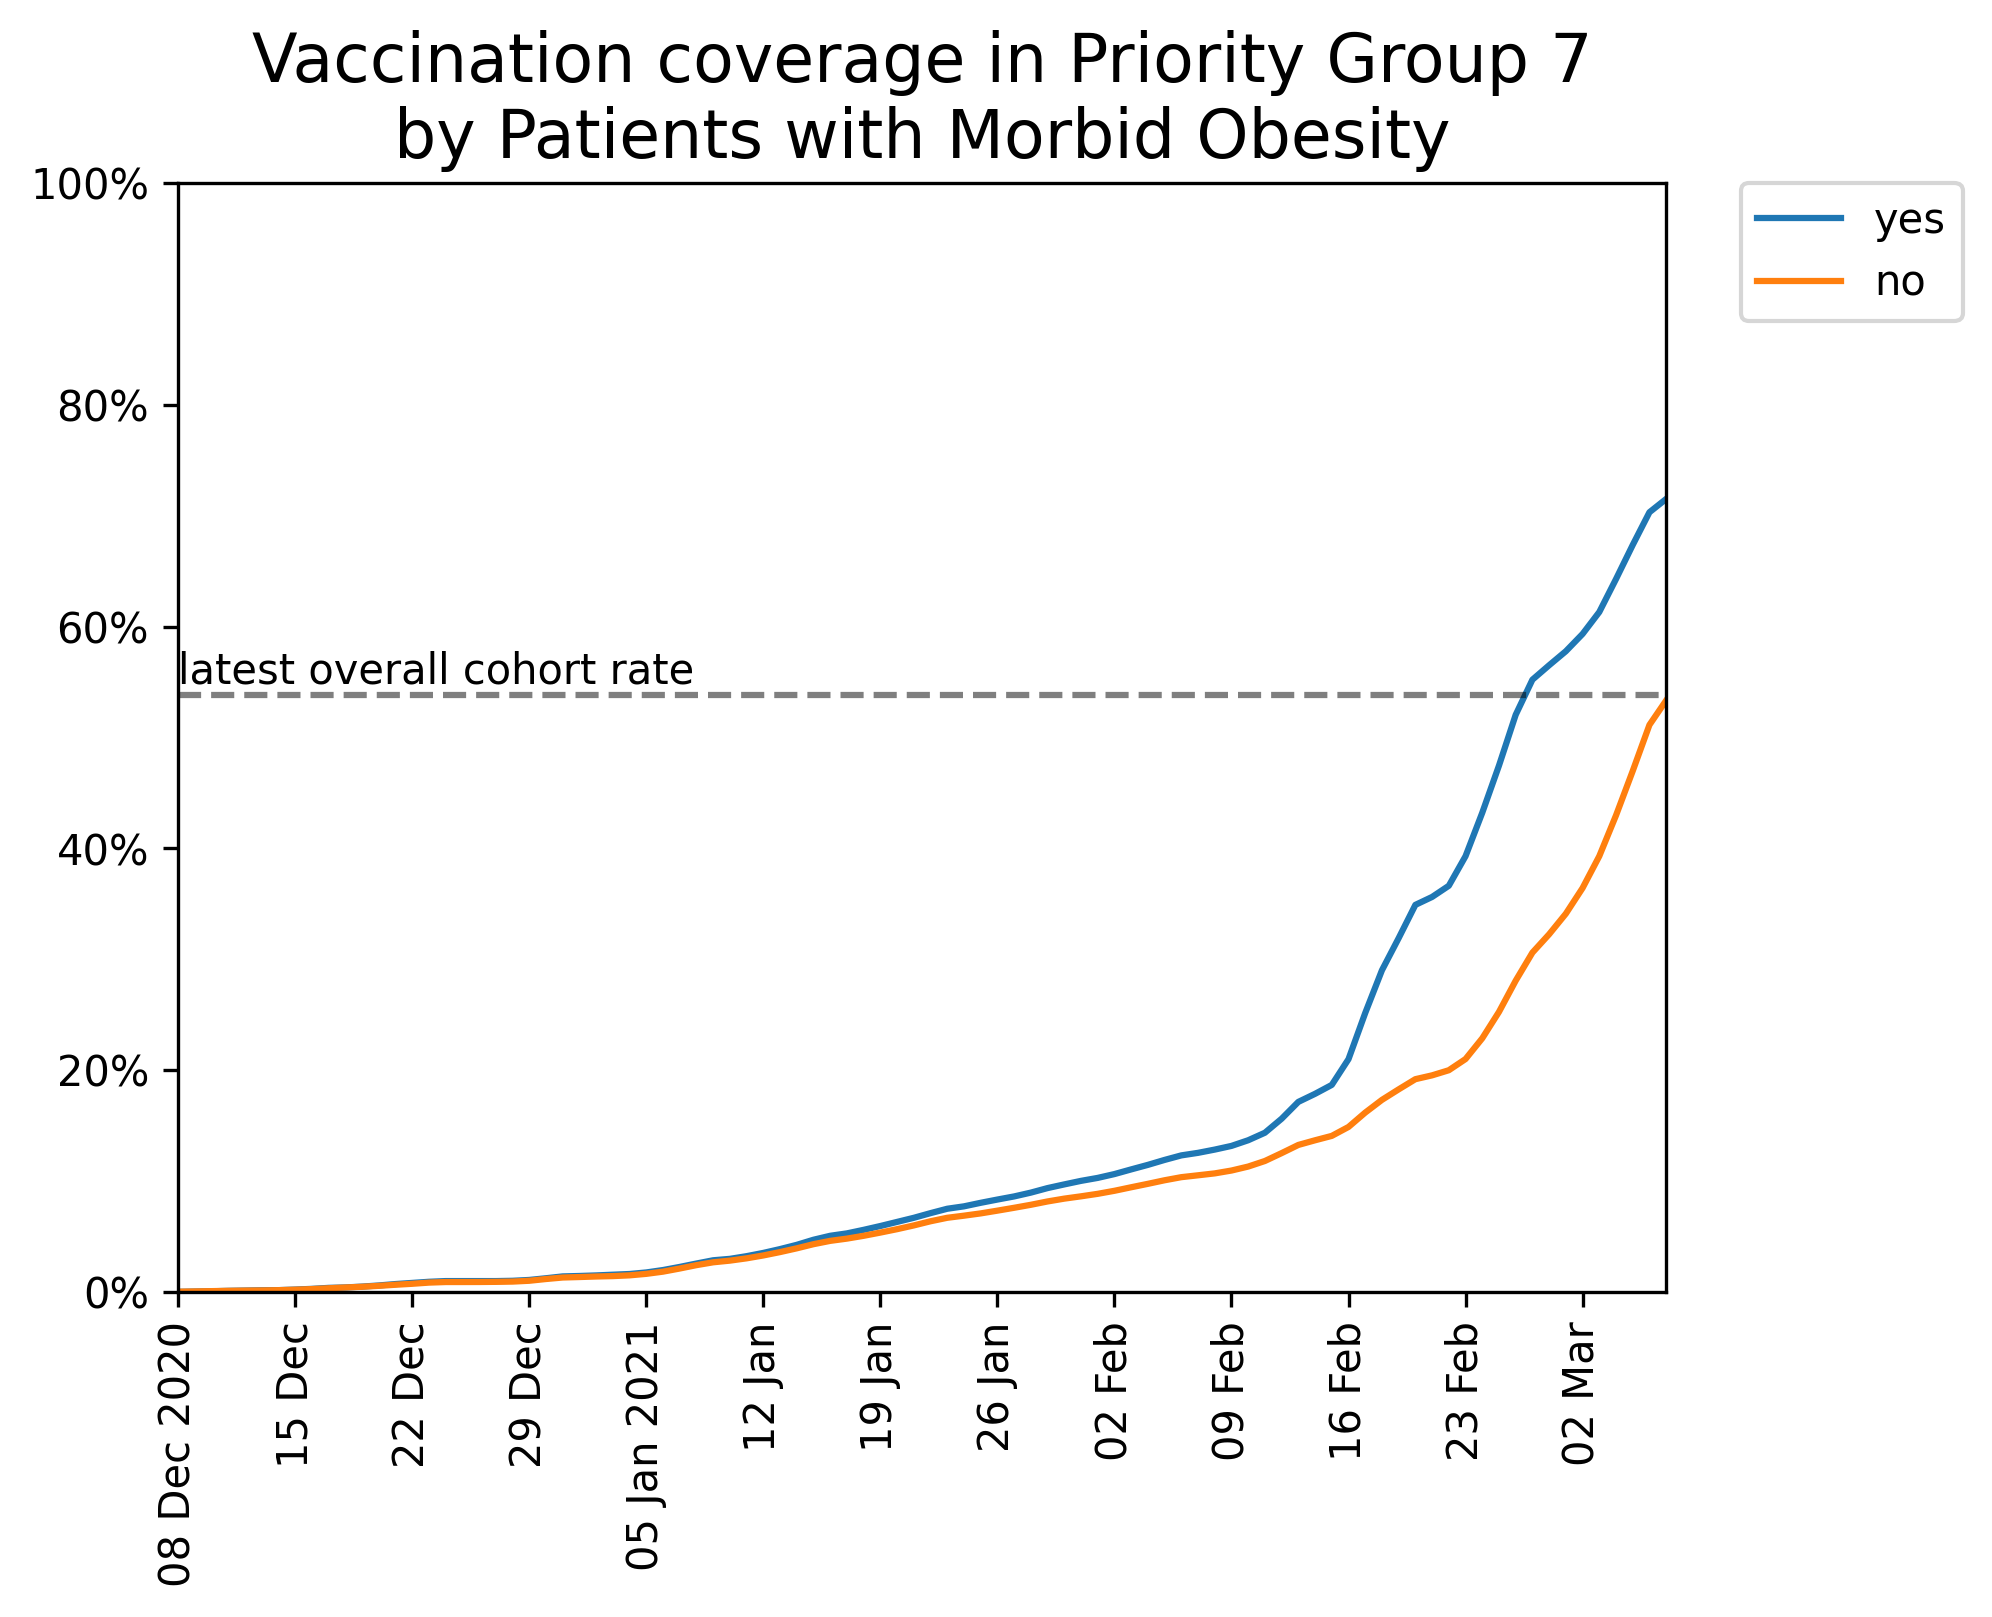 Vaccination coverage in Priority Group 7
by Patients with Morbid Obesity
100%
80%
60%
40%
20%
0%
latest overall cohort rate
yes
no
08 Dec 2020
15 Dec
22 Dec
29 Dec
05 Jan 2021
12 Jan
19 Jan
26 Jan
02 Feb
09 Feb
16 Feb
23 Feb
02 Mar